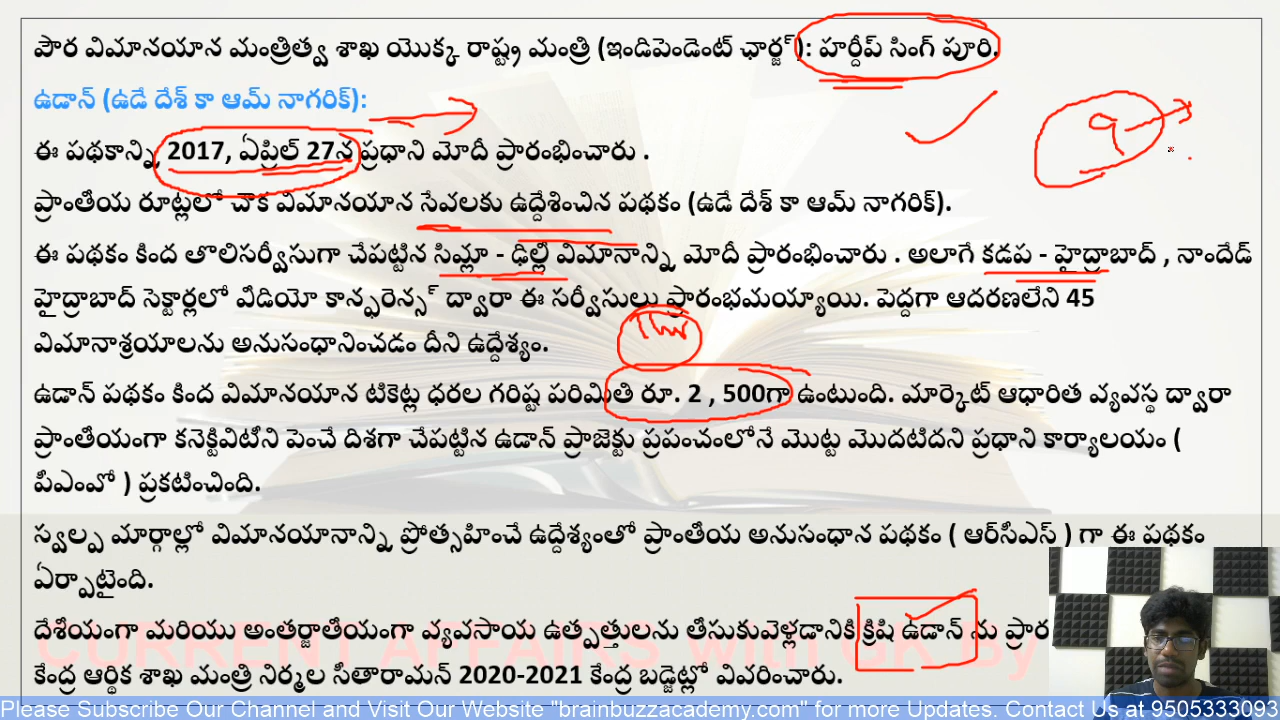 పౌర విమానయాన మంత్రిత్వ శాఖ యొక్క రాష్ట్ర మంత్రి (ఇండిపెండెంట్ ఛార్జ్): హర్దీప్ సింగ్ పూరి.
ఉడాన్ (ఉడే దేశ్ కా ఆమ్ నాగరిక్):
ఈ పథకాన్ని, 2017, ఏప్రిల్ 27న ప్రధాని మోదీ ప్రారంభించారు .
ప్రాంతీయ రూట్లలో చౌక విమానయాన సేవలకు ఉద్దేశించిన పథకం (ఉడే దేశ్ కా ఆమ్ నాగరిక్).
ఈ పథకం కింద తొలిసర్వీసుగా చేపట్టిన సిమ్లా - ఢిల్లీ విమానాన్ని, మోదీ ప్రారంభించారు . అలాగే కడప - హైద్రాబాద్ , నాందేడ్
హైద్రాబాద్ సెక్టార్లలో వీడియో కాన్ఫరెన్స్ ద్వారా ఈ సర్వీసులు ప్రారంభమయ్యాయి. పెద్దగా ఆదరణలేని 45
విమానాశ్రయాలను అనుసంధానించడం దీని ఉద్దేశ్యం.
ఉడాన్ పథకం కింద విమానయాన టికెట్ల ధరల గరిష్ట పరిమితి రూ. 2 , 500గా ఉంటుంది. మార్కెట్ ఆధారిత వ్యవస్థ ద్వారా
ప్రాంతీయంగా కనెక్టివిటీని పెంచే దిశగా చేపట్టిన ఉడాన్ ప్రాజెక్టు ప్రపంచంలోనే మొట్ట మొదటిదని ప్రధాని కార్యాలయం (
పీఎంవో ) ప్రకటించింది.
స్వల్ప మార్గాల్లో విమానయానాన్ని, ప్రోత్సహించే ఉద్దేశ్యంతో ప్రాంతీయ అనుసంధాన పథకం ( ఆర్‌సీఎస్ ) గా ఈ పథకం
ఏర్పాటైంది.
దేశీయంగా మరియు అంతర్జాతీయంగా వ్యవసాయ ఉత్పత్తులను తీసుకువెళ్లడానికి క్రిషి ఉడాన్ ను ప్రార
కేంద్ర ఆర్థిక శాఖ మంత్రి నిర్మల సీతారామన్ 2020-2021 కేంద్ర బడ్జెట్లో వివరించారు.
CURRENT AFFAIRS with GK By
Please Subscribe Our Channel and Visit Our Website "brainbuzzacademy.com" for more Updates. Contact Us at 9505333093